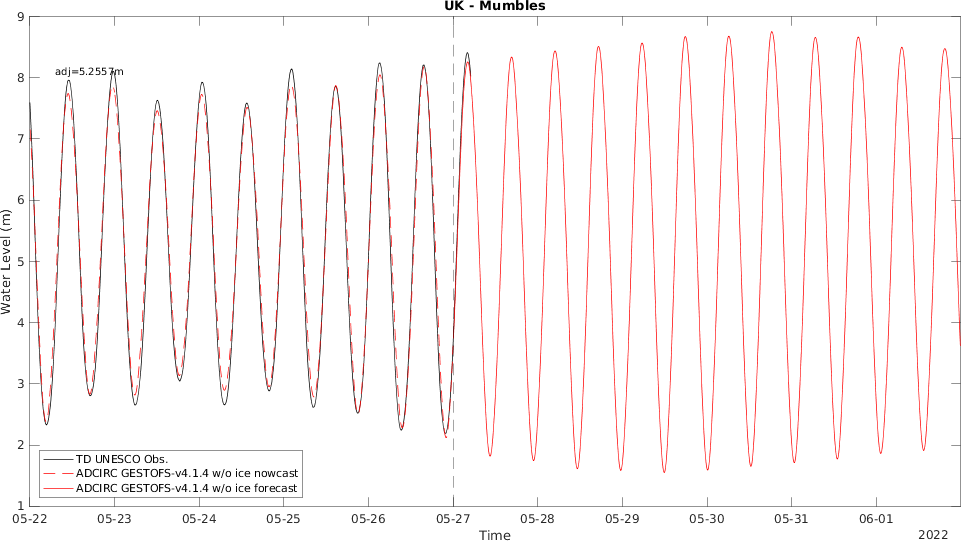 UK - Mumbles
9
8
7
6
5
4
3
2
1
Water Level (m)
adj=5.2557m
TD UNESCO Obs.
ADCIRC GESTOFS-v4.1.4 w/o ice nowcast
ADCIRC GESTOFS-v4.1.4 w/o ice forecast
05-22 05-23 05-24 05-25 05-26 05-27 05-28 05-29 05-30 05-31 06-01
Time
2022